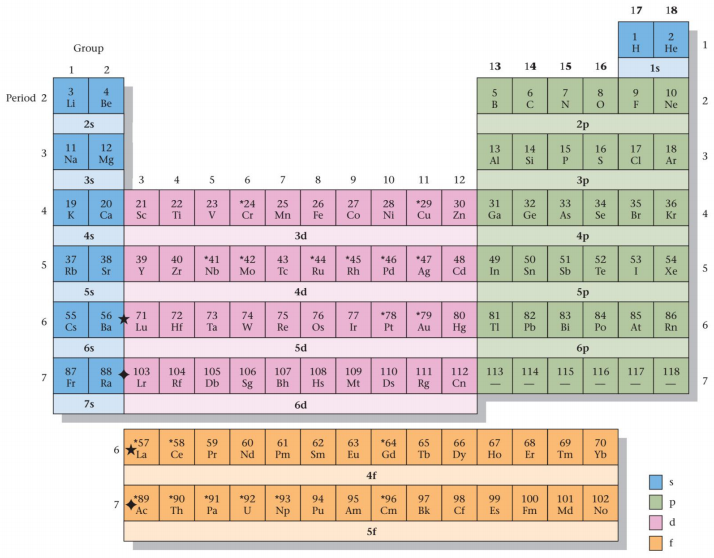 17 18
1 2
H He
1
1s
Group
1 2
13 14 15 16
Period 2
3 4
Li Be
5 6 7 8 9 10
B C N O F Ne
2
2s
2p
3
11 12
Na Mg
13 14 15 16 17 18
Al Si P S Cl Ar
3
3s
3p
3 4 5 6 7 8 9 10 11 12
4
19 20 21 22 23 *24 25 26 27 28 *29 30 31 32 33 34 35 36
K Ca Sc Ti V Cr Mn Fe Co Ni Cu Zn Ga Ge As Se Br Kr
4
4s 3d 4p
5
37 38 39 40 *41 *42 43 *44 *45 *46 *47 48 49 50 51 52 53 54
Rb Sr Y Zr Nb Mo Tc Ru Rh Pd Ag Cd In Sn Sb Te I Xe
5
5s 4d 5p
6
55 56 71 72 73 74 75 76 77 *78 *79 80 81 82 83 84 85 86
Cs Ba Lu Hf Ta W Re Os Ir Pt Au Hg Tl Pb Bi Po At Rn
6
6s 5d 6p
7
87 88 103 104 105 106 107 108 109 110 111 112 113 114 115 116 117 118
Fr Ra Lr Rf Db Sg Bh Hs Mt Ds Rg Cn — — — — — —
7
7s 6d
6
*57 *58 59 60 61 62 63 *64 65 66 67 68 69 70
La Ce Pr Nd Pm Sm Eu Gd Tb Dy Ho Er Tm Yb
4f
7
*89 *90 *91 *92 *93 94 95 *96 97 98 99 100 101 102
Ac Th Pa U Np Pu Am Cm Bk Cf Es Fm Md No
5f
s
p
d
f